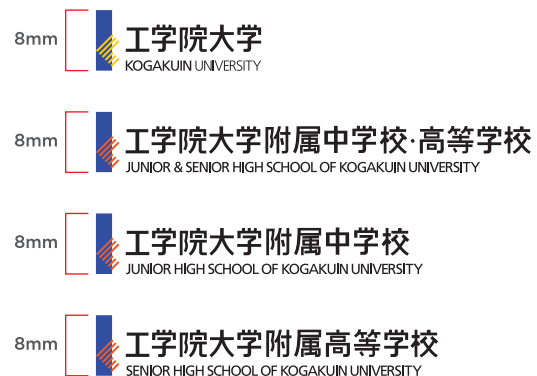 8mm
工学院大学
KOGAKUIN UNIVERSITY
8mm
工学院大学附属中学校·高等学校
JUNIOR & SENIOR HIGH SCHOOL OF KOGAKUIN UNIVERSITY
8mm
工学院大学附属中学校
JUNIOR HIGH SCHOOL OF KOGAKUIN UNIVERSITY
8mm
工学院大学附属高等学校
SENIOR HIGH SCHOOL OF KOGAKUIN UNIVERSITY